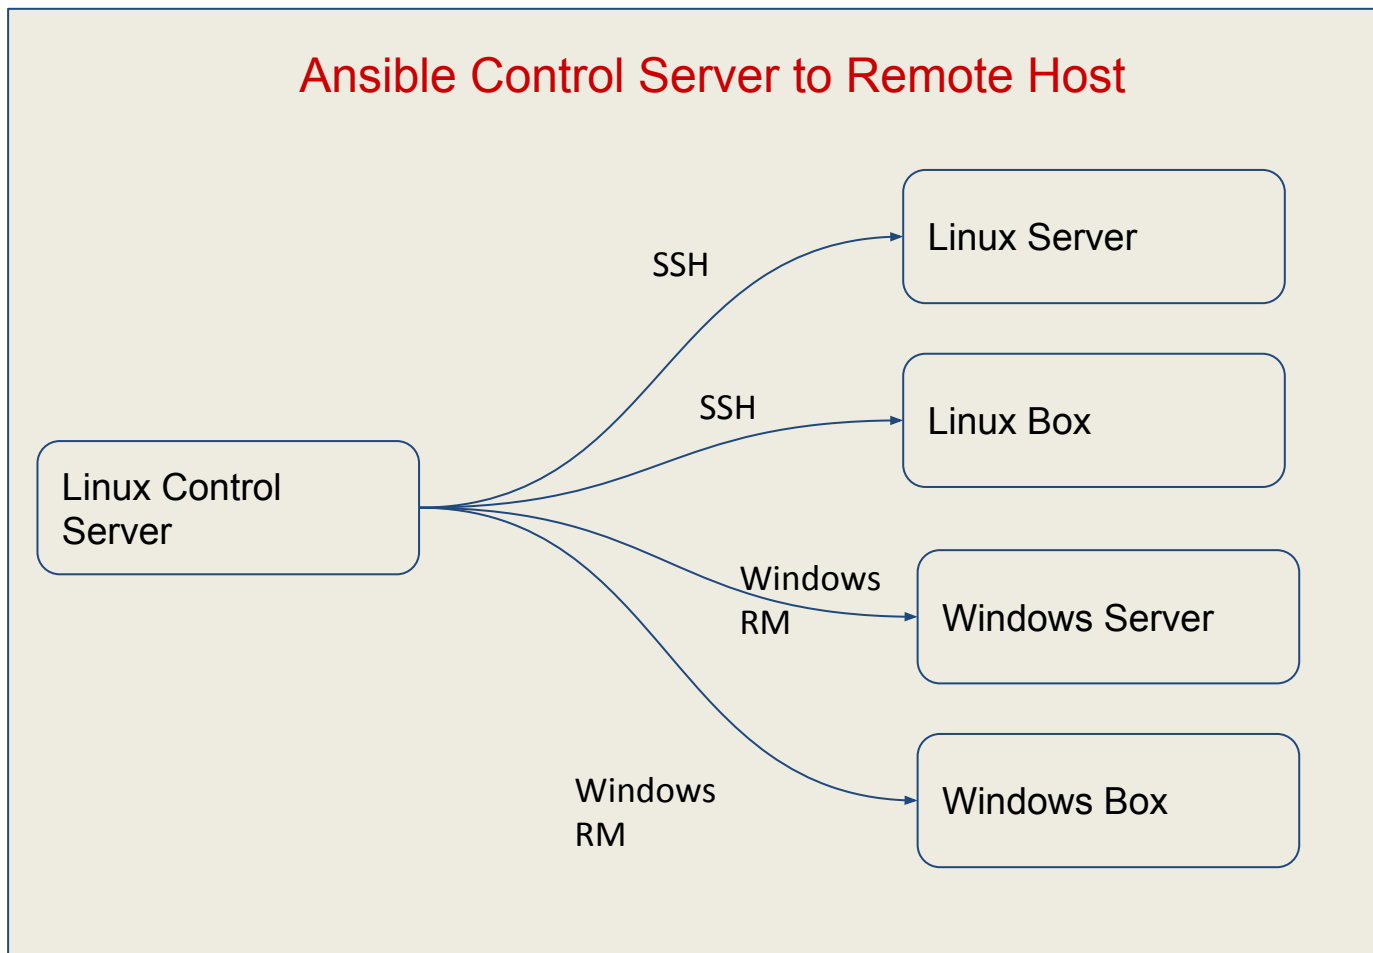 Ansible Control Server to Remote Host
Linux Server
SSH
SSH
Linux Box
Linux Control
Server
Windows
RM
Windows Server
Windows
RM
Windows Box